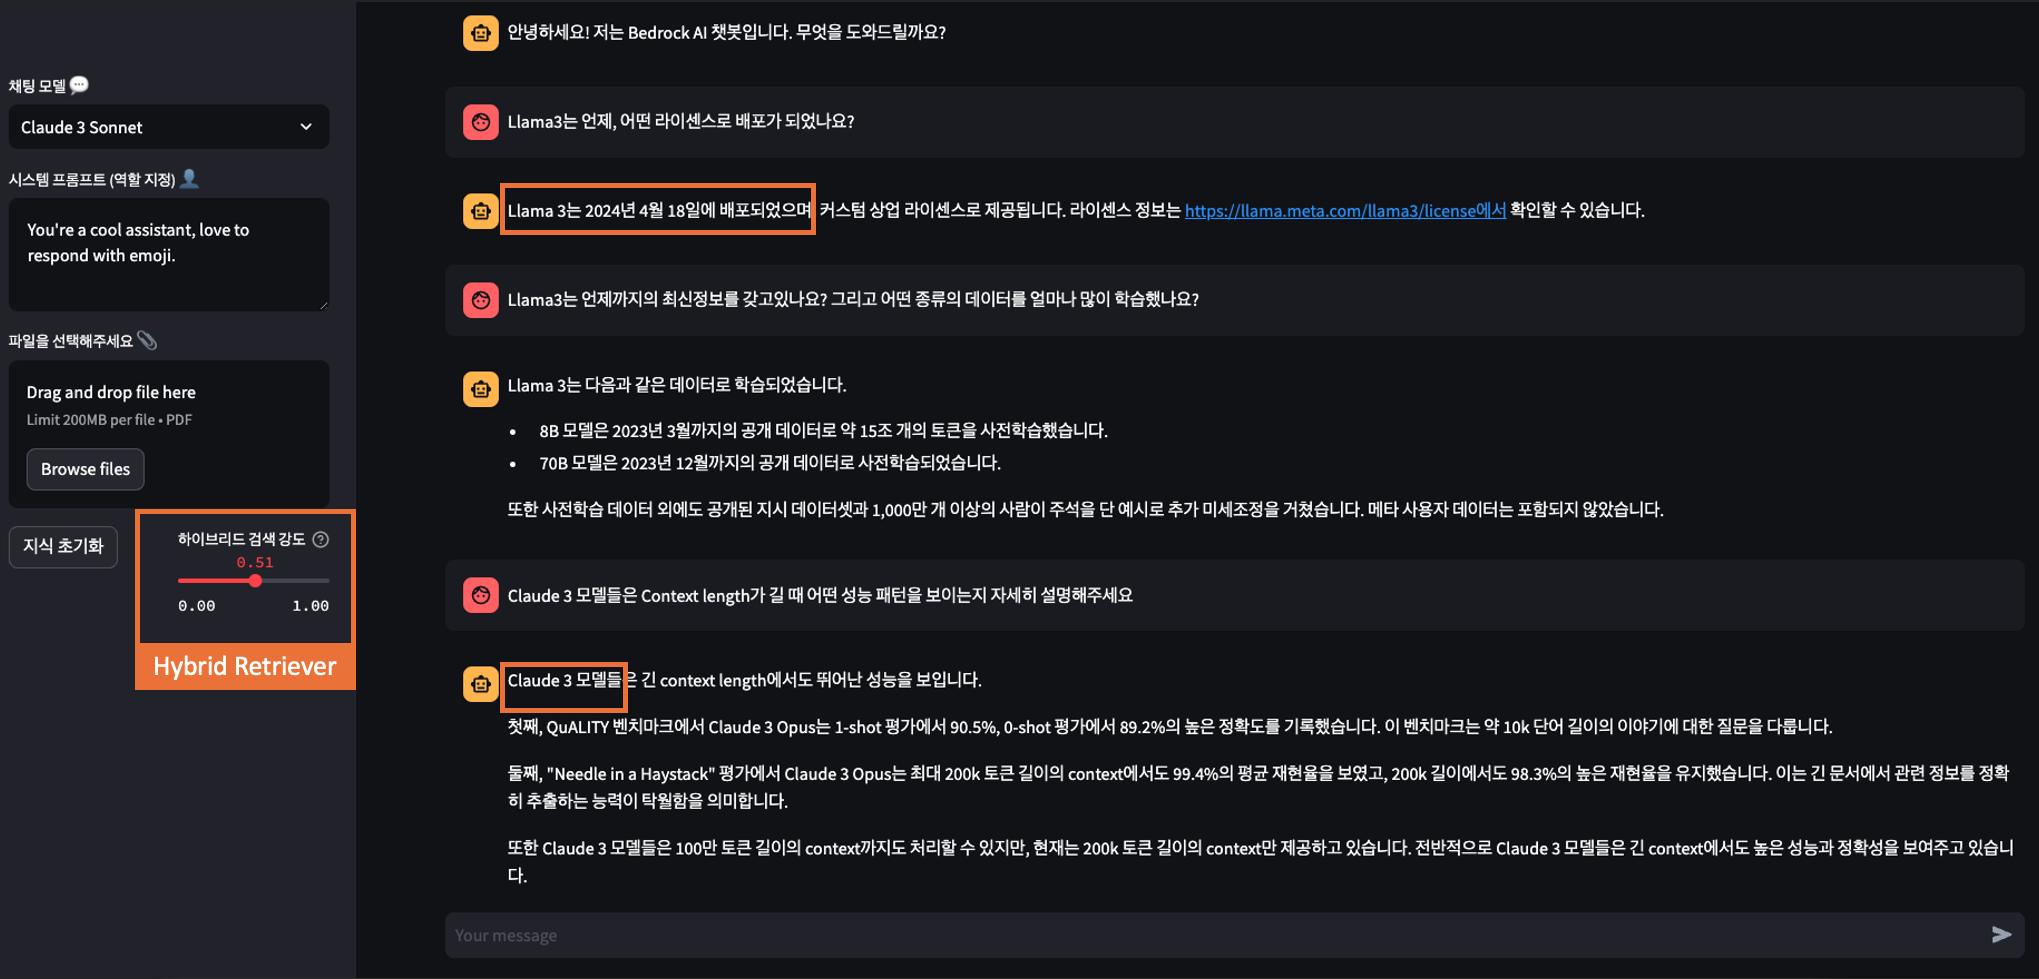 채팅 모델
Claude 3 Sonnet
시스템 프롬프트 (역할 지정)
You're a cool assistant, love to
respond with emoji.
파일을 선택해주세요
Drag and drop file here
Limit 200MB per file • PDF
Browse files
지식 초기화
하이브리드 검색 강도
0.51
0.00 1.00
Hybrid Retriever
안녕하세요! 저는 Bedrock AI 챗봇입니다. 무엇을 도와드릴까요?
Llama3는 언제, 어떤 라이센스로 배포가 되었나요?
Llama 3는 2024년 4월 18일에 배포되었으며 커스텀 상업 라이센스로 제공됩니다. 라이센스 정보는 https://llama.meta.com/llama3/license에서 확인할 수 있습니다.
Llama3는 언제까지의 최신정보를 갖고있나요? 그리고 어떤 종류의 데이터를 얼마나 많이 학습했나요?
Llama 3는 다음과 같은 데이터로 학습되었습니다.
• 8B 모델은 2023년 3월까지의 공개 데이터로 약 15조 개의 토큰을 사전학습했습니다.
• 70B 모델은 2023년 12월까지의 공개 데이터로 사전학습되었습니다.
또한 사전학습 데이터 외에도 공개된 지시 데이터셋과 1,000만 개 이상의 사람이 주석을 단 예시로 추가 미세조정을 거쳤습니다. 메타 사용자 데이터는 포함되지 않았습니다.
Claude 3 모델들은 Context length가 길 때 어떤 성능 패턴을 보이는지 자세히 설명해주세요
Claude 3 모델들은 긴 context length에서도 뛰어난 성능을 보입니다.
첫째, QuALITY 벤치마크에서 Claude 3 Opus는 1-shot 평가에서 90.5%, 0-shot 평가에서 89.2%의 높은 정확도를 기록했습니다. 이 벤치마크는 약 10k 단어 길이의 이야기에 대한 질문을 다룹니다.
둘째, "Needle in a Haystack" 평가에서 Claude 3 Opus는 최대 200k 토큰 길이의 context에서도 99.4%의 평균 재현율을 보였고, 200k 길이에서도 98.3%의 높은 재현율을 유지했습니다. 이는 긴 문서에서 관련 정보를 정확
히 추출하는 능력이 탁월함을 의미합니다.
또한 Claude 3 모델들은 100만 토큰 길이의 context까지도 처리할 수 있지만, 현재는 200k 토큰 길이의 context만 제공하고 있습니다. 전반적으로 Claude 3 모델들은 긴 context에서도 높은 성능과 정확성을 보여주고 있습니
다.
Your message